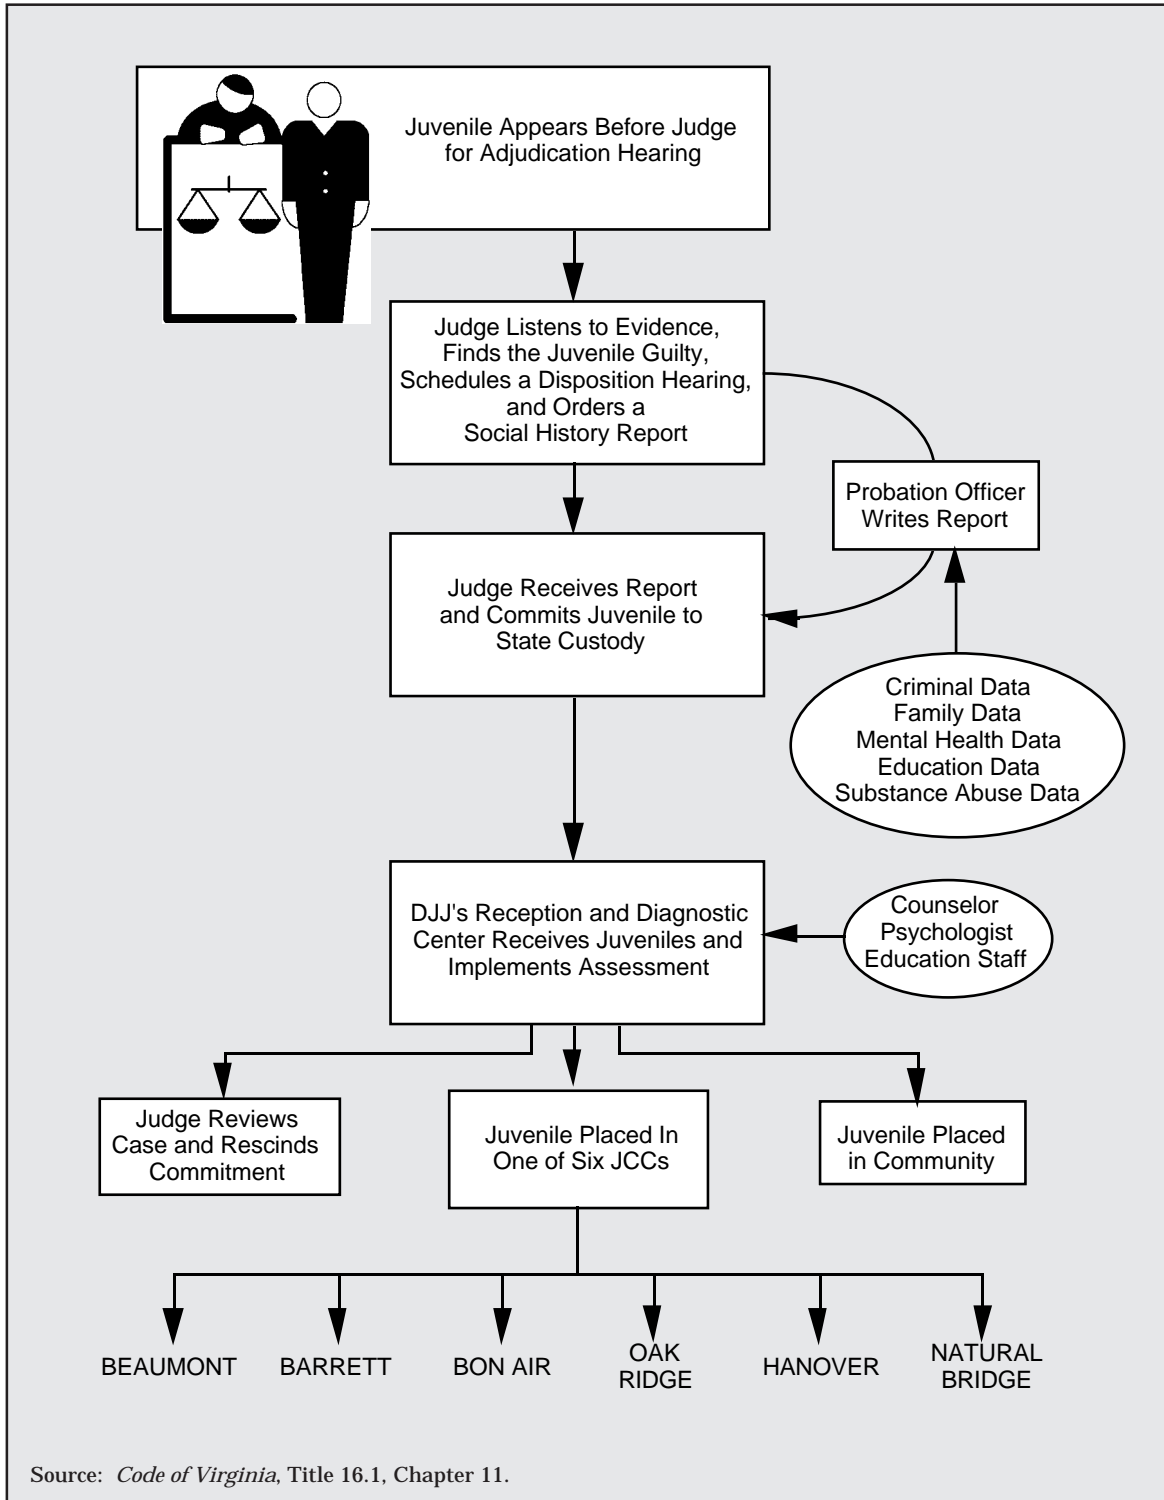 Juvenile Appears Before Judge
for Adjudication Hearing
Judge Listens to Evidence,
Finds the Juvenile Guilty,
Schedules a Disposition Hearing,
and Orders a
Social History Report
Probation Officer
Writes Report
Judge Receives Report
and Commits Juvenile to
State Custody
Criminal Data
Family Data
Mental Health Data
Education Data
Substance Abuse Data
DJJ's Reception and Diagnostic
Center Receives Juveniles and
Implements Assessment
Counselor
Psychologist
Education Staff
Judge Reviews
Case and Rescinds
Commitment
Juvenile Placed In
One of Six JCCs
Juvenile Placed
in Community
BEAUMONT
BARRETT
BON AIR
OAK
RIDGE
HANOVER
NATURAL
BRIDGE
Source: Code of Virginia, Title 16.1, Chapter 11.